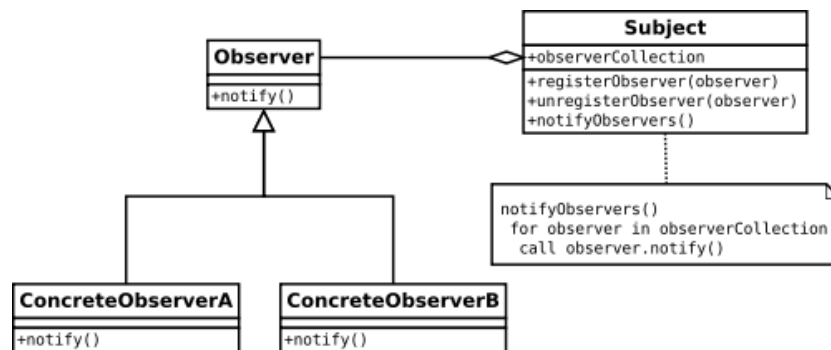 Observer
+notify()
Subject
+observerCollection
+registerObserver(observer)
+unregisterObserver(observer)
+notifyObservers()
notifyObservers()
for observer in observerCollection
call observer.notify()
ConcreteObserverA
+notify()
ConcreteObserverB
+notify()